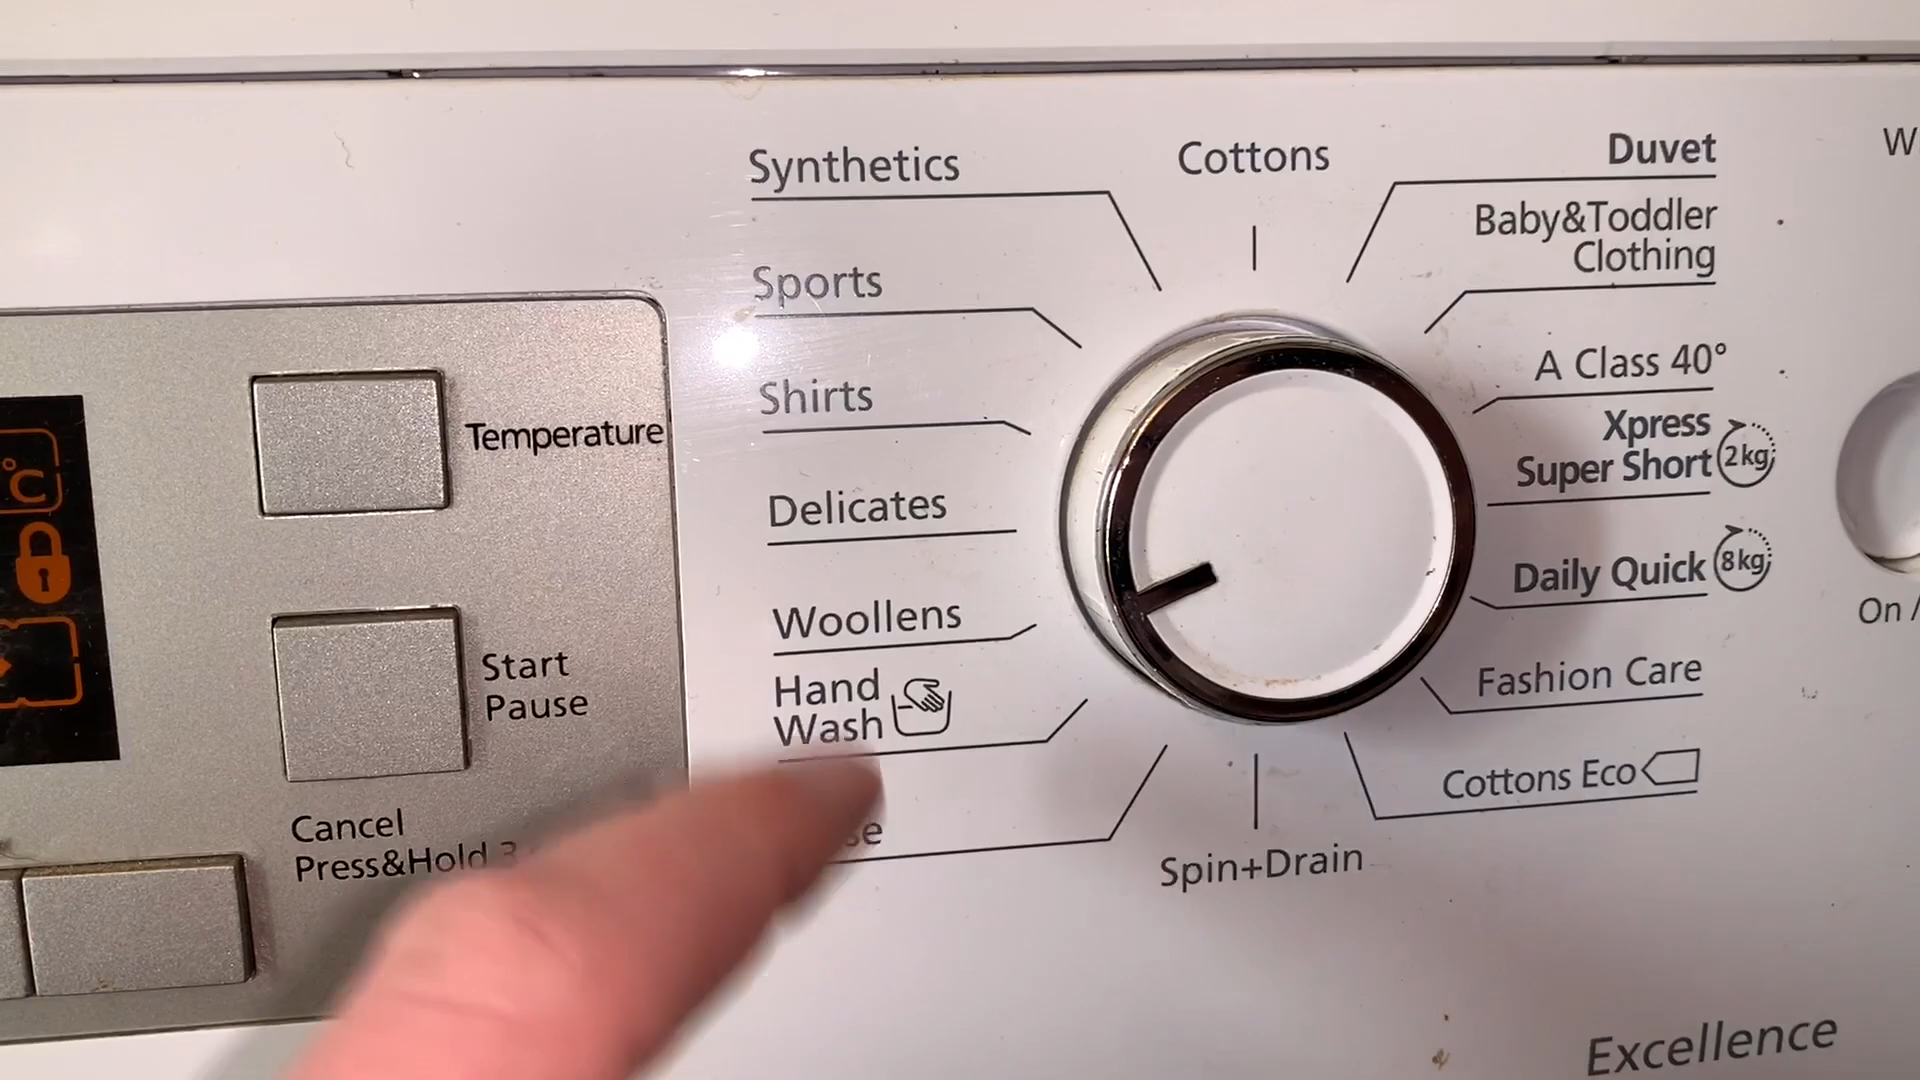 °C
Temperature
Start
Pause
Cancel
Press&Hold 3
Synthetics
Sports
Shirts
Delicates
Woollens
Hand
Wash
Cottons
Spin+Drain
Duvet
Baby&Toddler
Clothing
A Class 40°
Xpress
Super Short 2kg
Daily Quick 8kg
Fashion Care
Cottons Eco
On /
Excellence